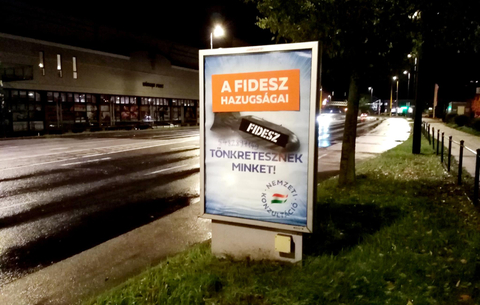 A FIDESZ
HAZUGSÁGAI
FIDESZ
TÖNKRETESZNEK
MINKET!
NEMZETI
KONZULTÁCIÓ